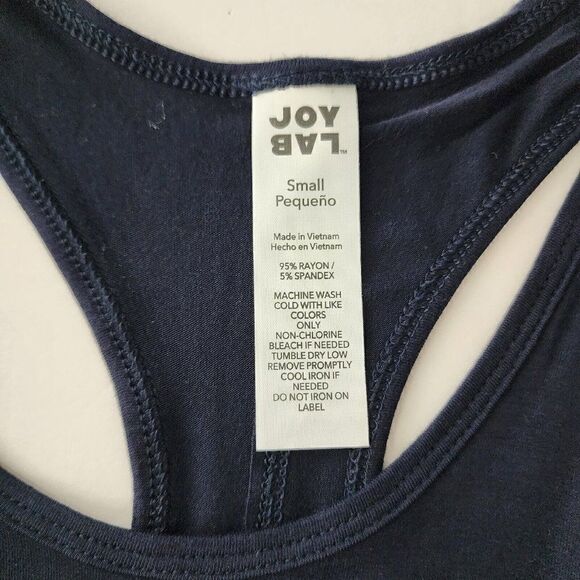 JOY
LAB™
Small
Pequeño
Made in Vietnam
Hecho en Vietnam
95% RAYON /
5% SPANDEX
MACHINE WASH
COLD WITH LIKE
COLORS
ONLY
NON-CHLORINE
BLEACH IF NEEDED
TUMBLE DRY LOW
REMOVE PROMPTLY
COOL IRON IF
NEEDED
DO NOT IRON ON
LABEL